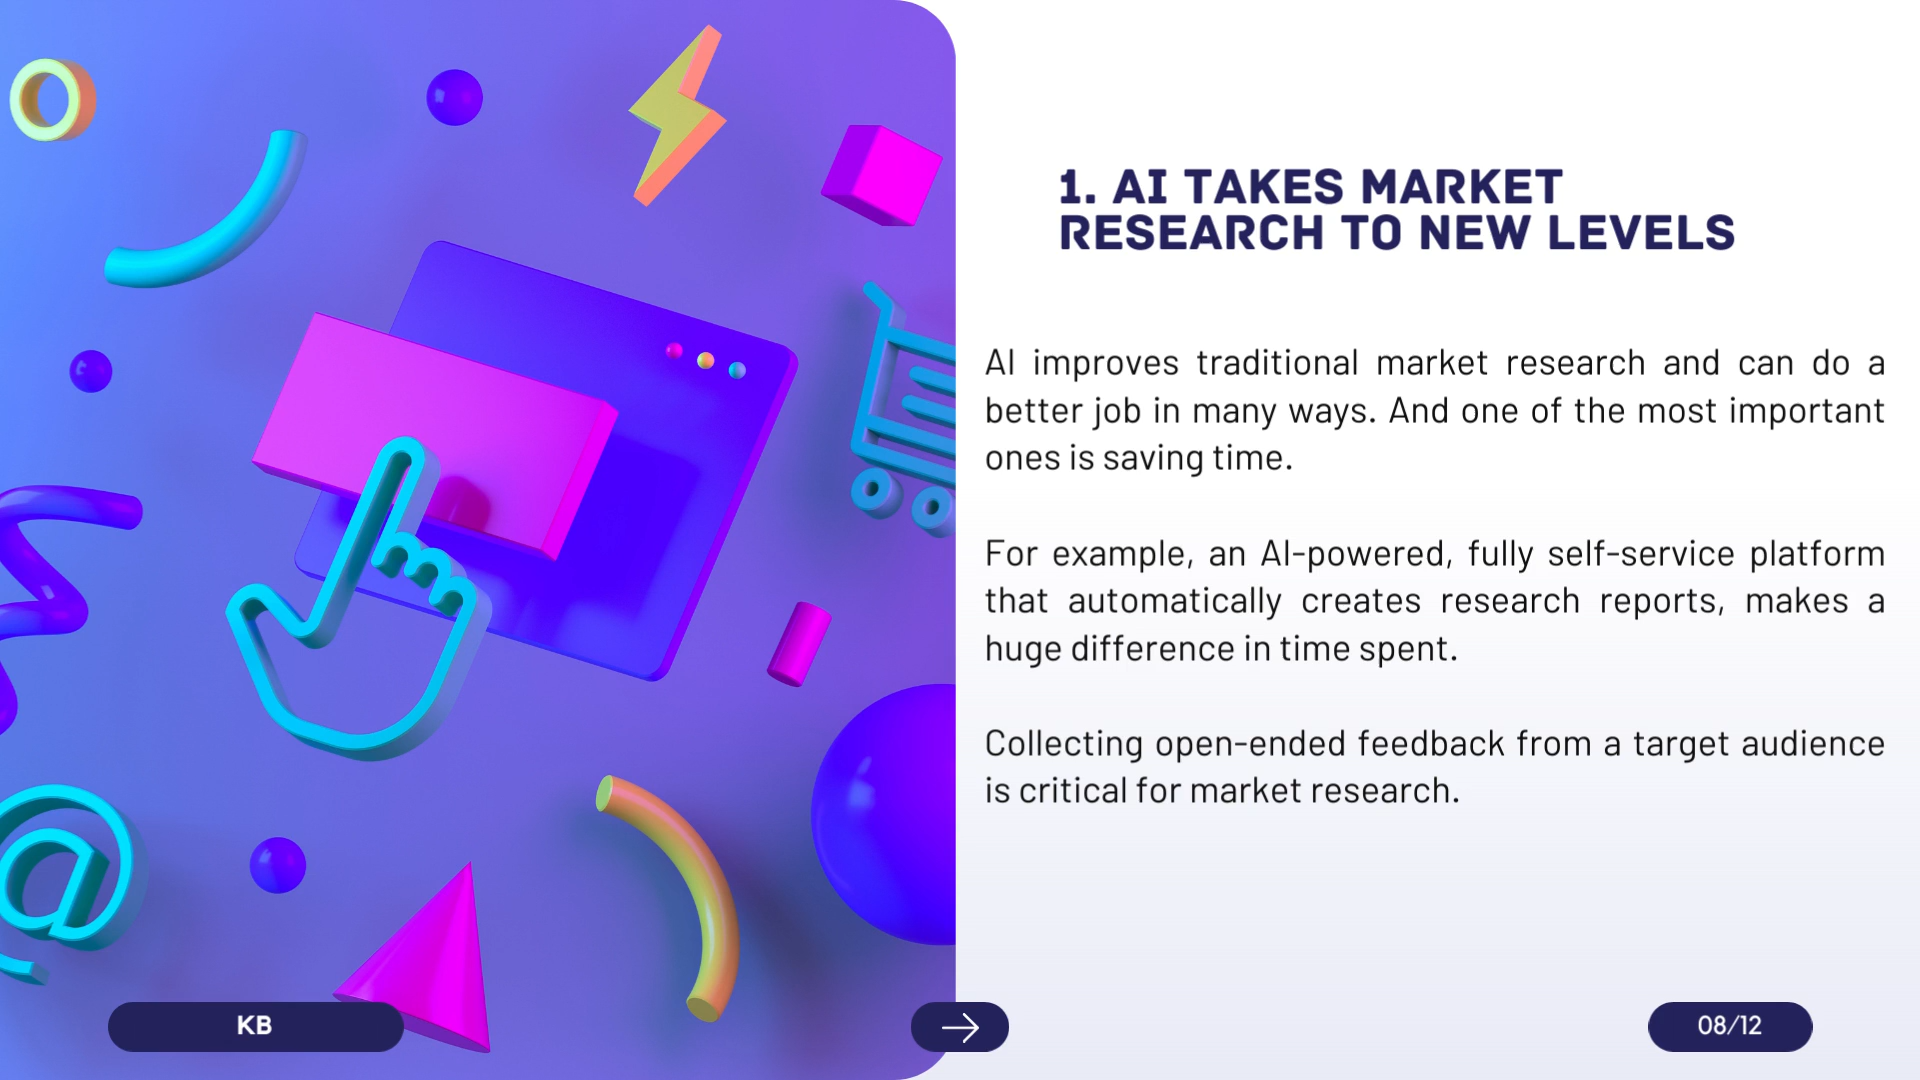 1. AI TAKES MARKET
RESEARCH TO NEW LEVELS
AI improves traditional market research and can do a
better job in many ways. And one of the most important
ones is saving time.
For example, an AI-powered, fully self-service platform
that automatically creates research reports, makes a
huge difference in time spent.
Collecting open-ended feedback from a target audience
is critical for market research.
@
KB
08/12